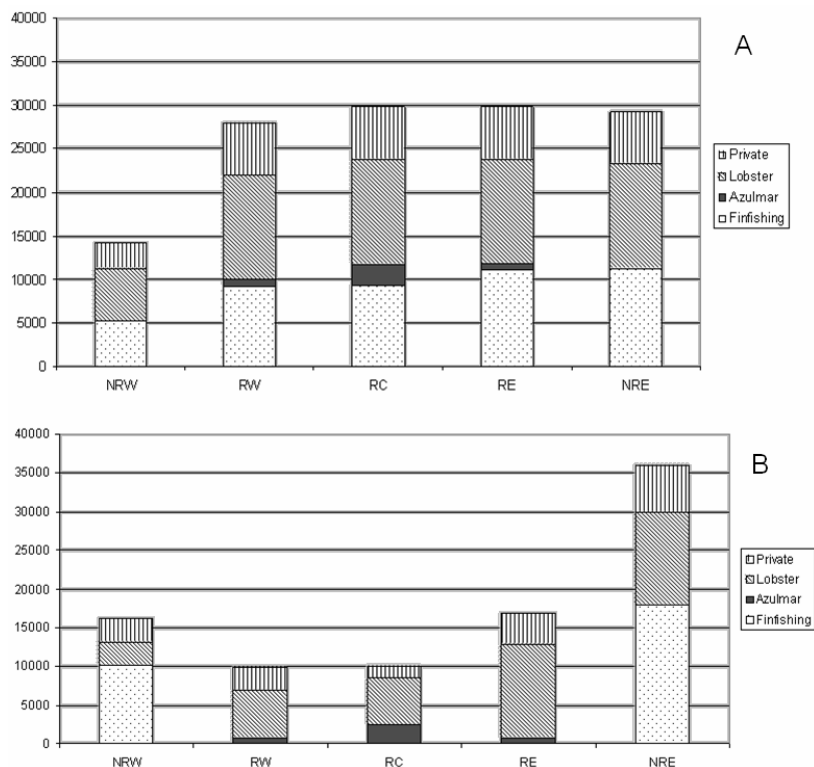 40000
35000
30000
25000
20000
15000
10000
5000
0
NRW RW RC RE NRE
A
Private
Lobster
Azulmar
Finfishing
40000
35000
30000
25000
20000
15000
10000
5000
0
NRW RW RC RE NRE
B
Private
Lobster
Azulmar
Finfishing